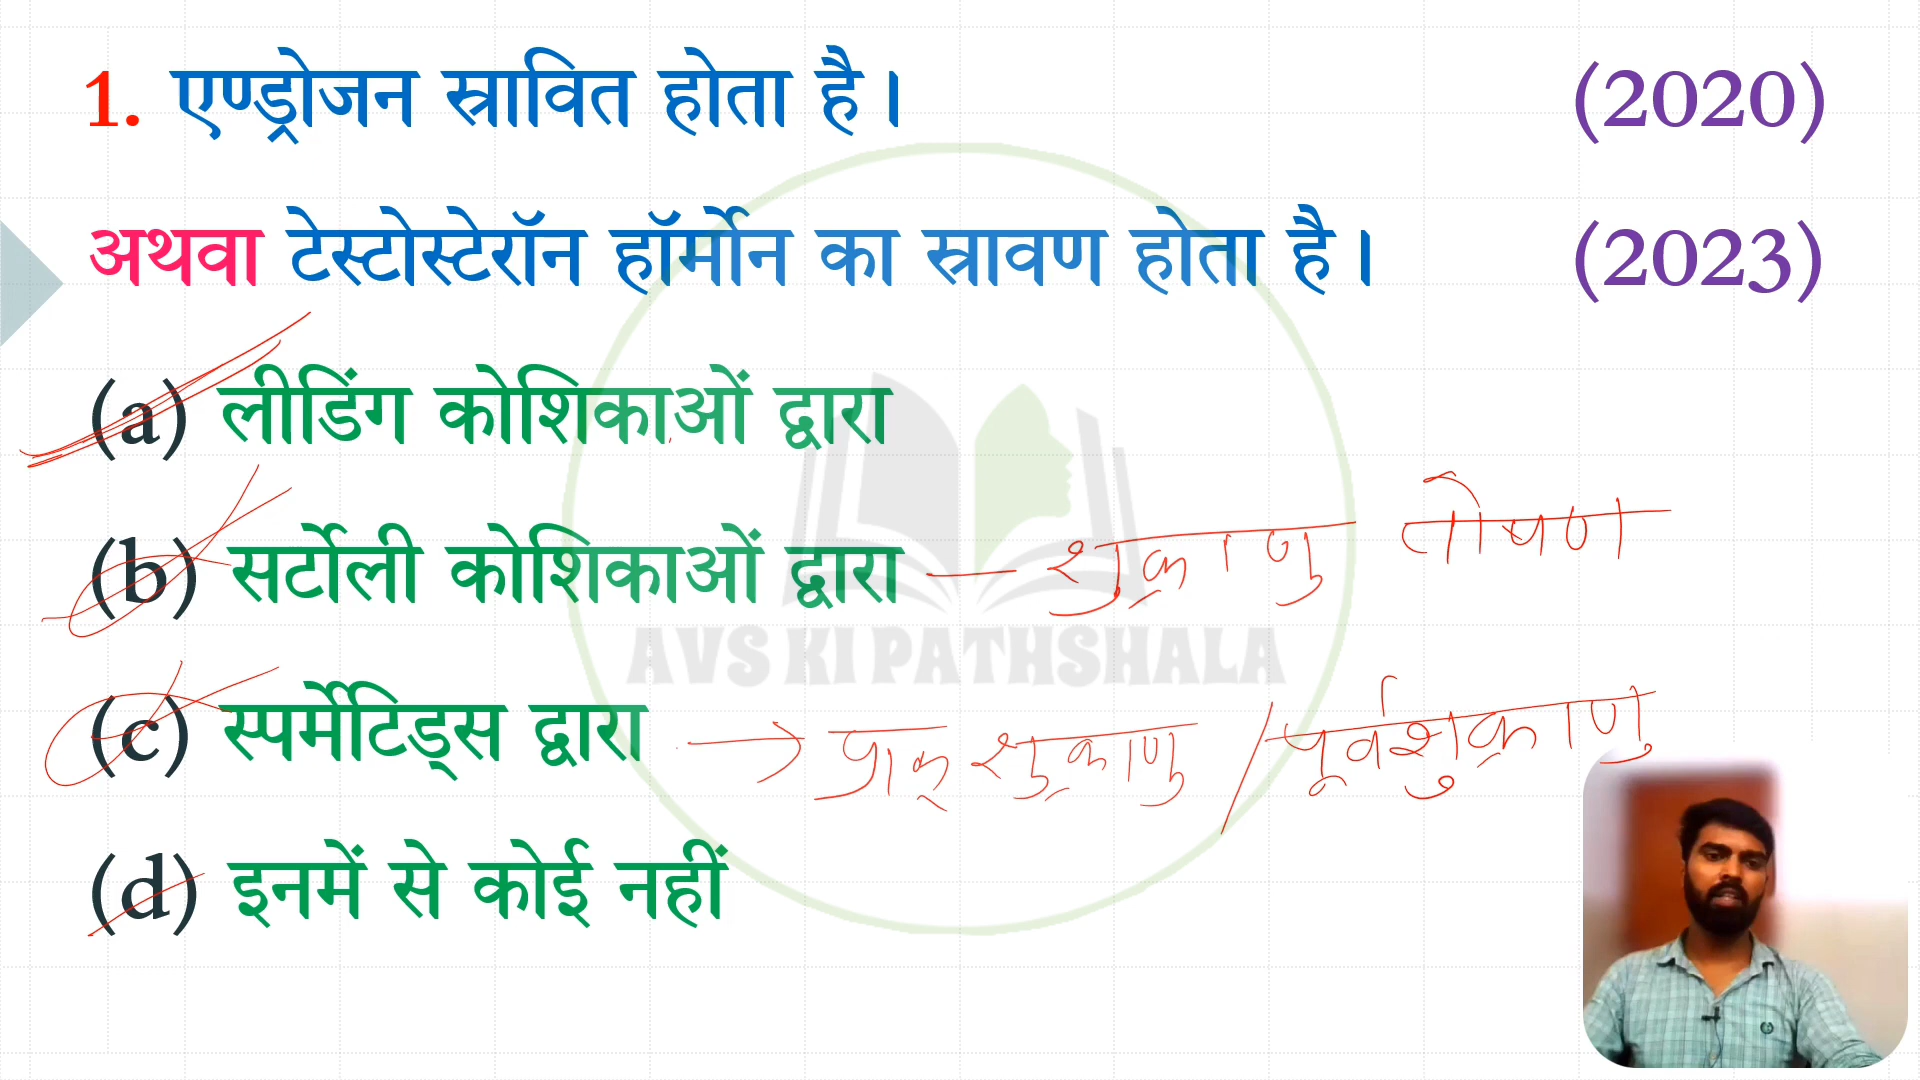 1. एण्ड्रोजन स्रावित होता है। (2020)
अथवा टेस्टोस्टेरॉन हॉर्मोन का स्रावण होता है। (2023)
(a) लीडिंग कोशिकाओं द्वारा
(b) सर्टोली कोशिकाओं द्वारा — शुक्राणु पोषण
(c) स्पर्मेटिड्स द्वारा → प्राक् शुक्राणु / पूर्वशुक्राणु
(d) इनमें से कोई नहीं
AVS KI PATHSHALA